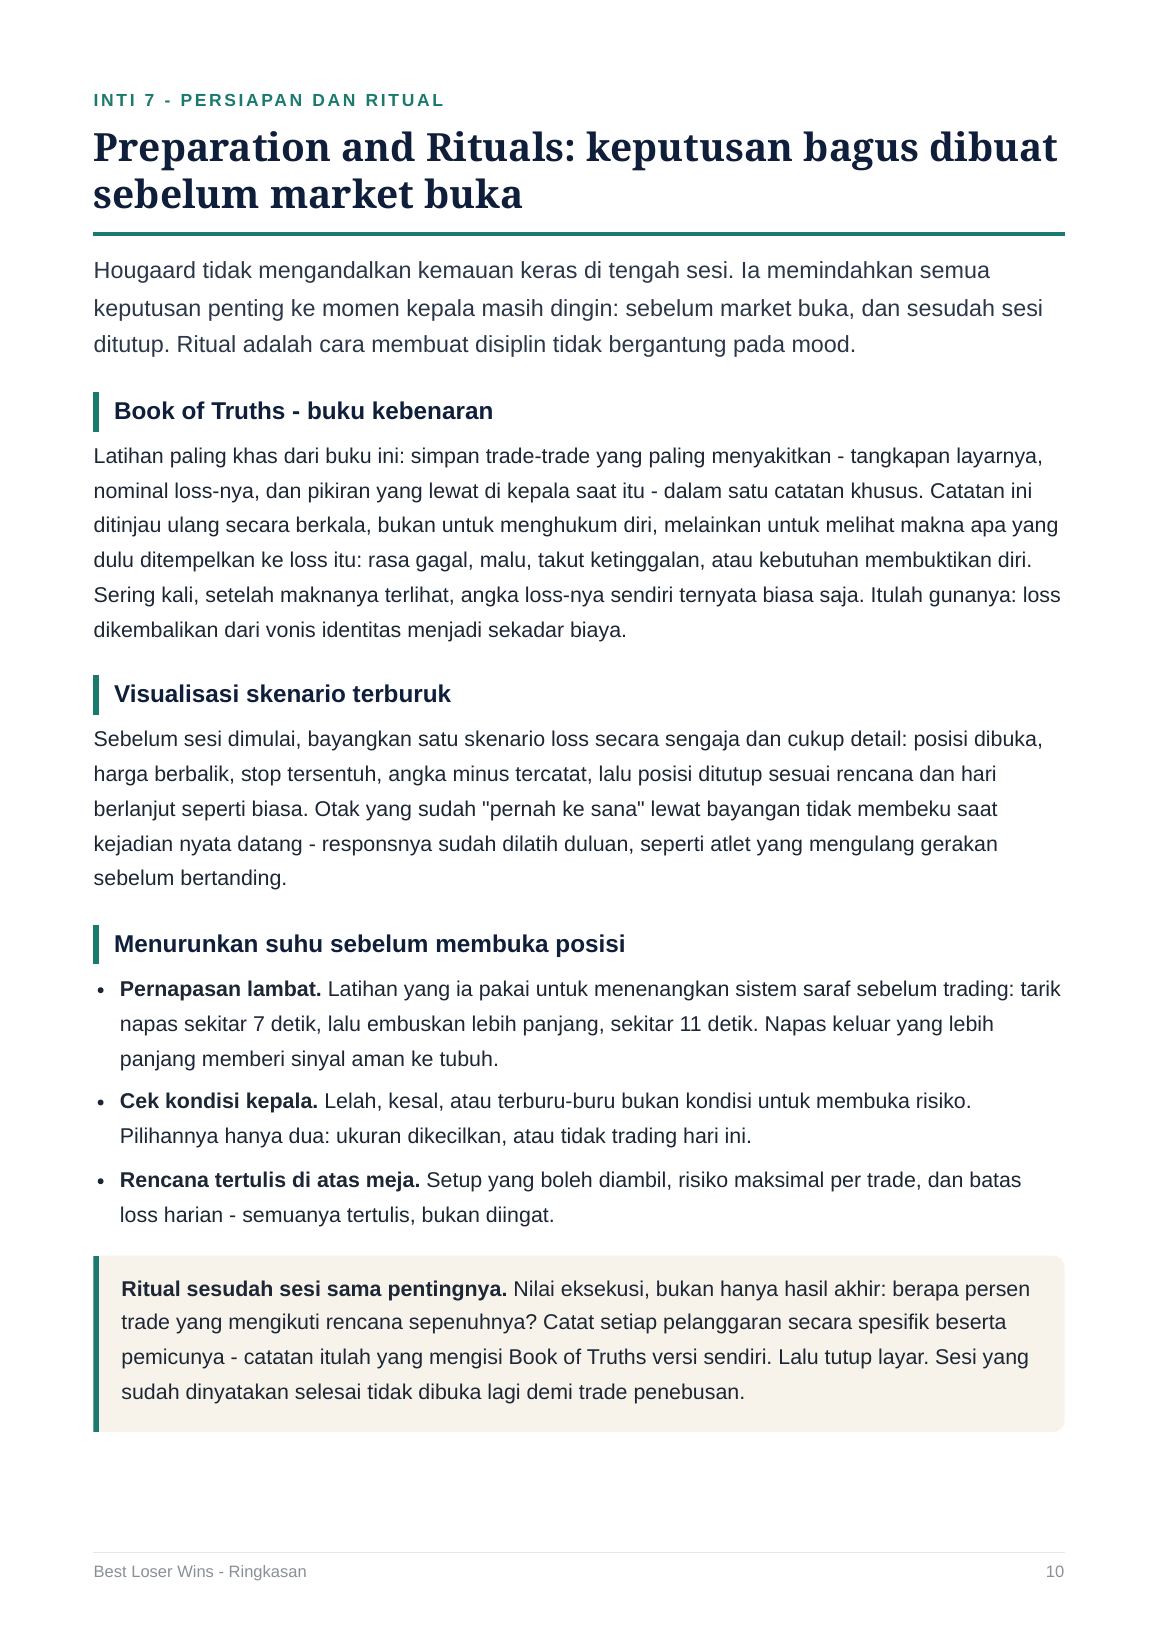 INTI 7 - PERSIAPAN DAN RITUAL
Preparation and Rituals: keputusan bagus dibuat
sebelum market buka
Hougaard tidak mengandalkan kemauan keras di tengah sesi. Ia memindahkan semua
keputusan penting ke momen kepala masih dingin: sebelum market buka, dan sesudah sesi
ditutup. Ritual adalah cara membuat disiplin tidak bergantung pada mood.
Book of Truths - buku kebenaran
Latihan paling khas dari buku ini: simpan trade-trade yang paling menyakitkan - tangkapan layarnya,
nominal loss-nya, dan pikiran yang lewat di kepala saat itu - dalam satu catatan khusus. Catatan ini
ditinjau ulang secara berkala, bukan untuk menghukum diri, melainkan untuk melihat makna apa yang
dulu ditempelkan ke loss itu: rasa gagal, malu, takut ketinggalan, atau kebutuhan membuktikan diri.
Sering kali, setelah maknanya terlihat, angka loss-nya sendiri ternyata biasa saja. Itulah gunanya: loss
dikembalikan dari vonis identitas menjadi sekadar biaya.
Visualisasi skenario terburuk
Sebelum sesi dimulai, bayangkan satu skenario loss secara sengaja dan cukup detail: posisi dibuka,
harga berbalik, stop tersentuh, angka minus tercatat, lalu posisi ditutup sesuai rencana dan hari
berlanjut seperti biasa. Otak yang sudah "pernah ke sana" lewat bayangan tidak membeku saat
kejadian nyata datang - responsnya sudah dilatih duluan, seperti atlet yang mengulang gerakan
sebelum bertanding.
Menurunkan suhu sebelum membuka posisi
• Pernapasan lambat. Latihan yang ia pakai untuk menenangkan sistem saraf sebelum trading: tarik
napas sekitar 7 detik, lalu embuskan lebih panjang, sekitar 11 detik. Napas keluar yang lebih
panjang memberi sinyal aman ke tubuh.
• Cek kondisi kepala. Lelah, kesal, atau terburu-buru bukan kondisi untuk membuka risiko.
Pilihannya hanya dua: ukuran dikecilkan, atau tidak trading hari ini.
• Rencana tertulis di atas meja. Setup yang boleh diambil, risiko maksimal per trade, dan batas
loss harian - semuanya tertulis, bukan diingat.
Ritual sesudah sesi sama pentingnya. Nilai eksekusi, bukan hanya hasil akhir: berapa persen
trade yang mengikuti rencana sepenuhnya? Catat setiap pelanggaran secara spesifik beserta
pemicunya - catatan itulah yang mengisi Book of Truths versi sendiri. Lalu tutup layar. Sesi yang
sudah dinyatakan selesai tidak dibuka lagi demi trade penebusan.
Best Loser Wins - Ringkasan
10